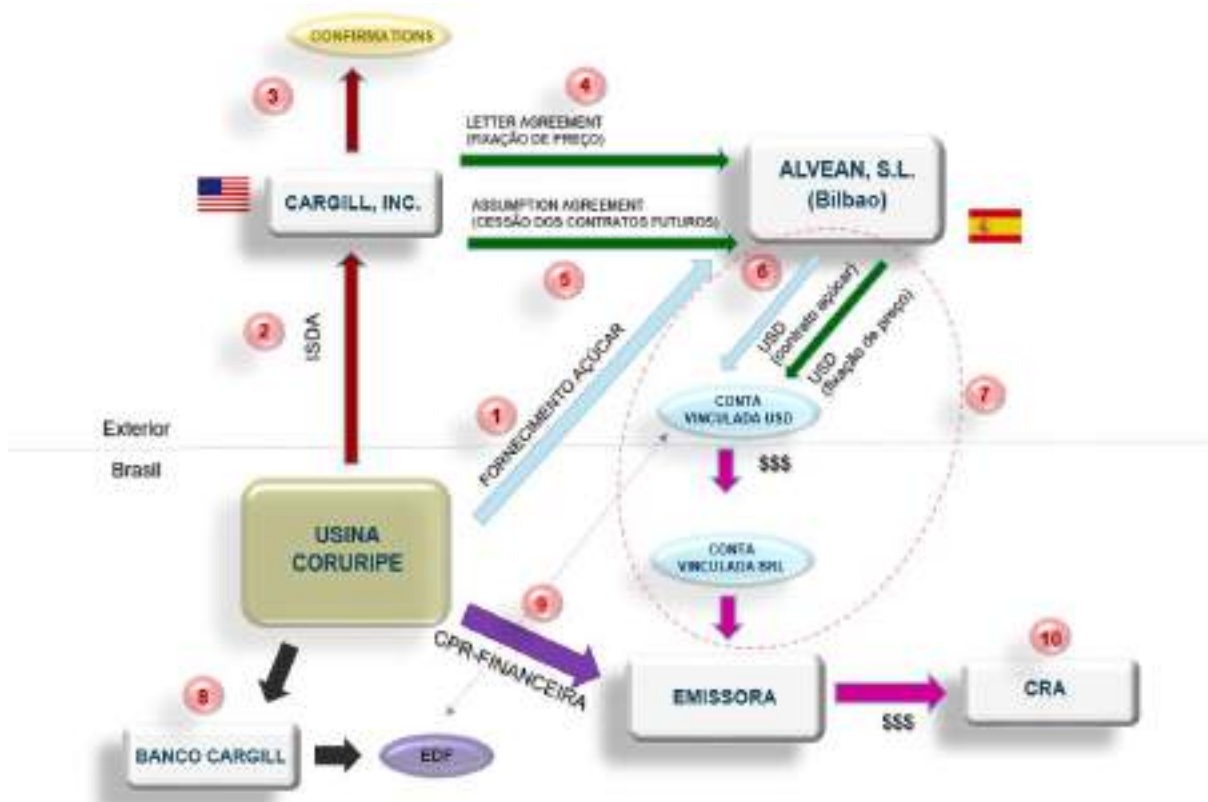 CONFIRMATIONS
3
4
LETTER AGREEMENT
(FIXAÇÃO DE PREÇO)
ALVEAN, S.L.
(Bilbao)
CARGILL, INC.
ASSUMPTION AGREEMENT
(CESSÃO DOS CONTRATOS FUTUROS)
5
6
2
ISDA
USD
(contrato açúcar)
USD
(fixação de preço)
1
FORNECIMENTO AÇÚCAR
CONTA
VINCULADA USD
7
Exterior
Brasil
$$$
USINA
CORURIPE
CONTA
VINCULADA BRL
9
CPR-FINANCEIRA
10
8
EMISSORA
CRA
$$$
BANCO CARGILL
EDF